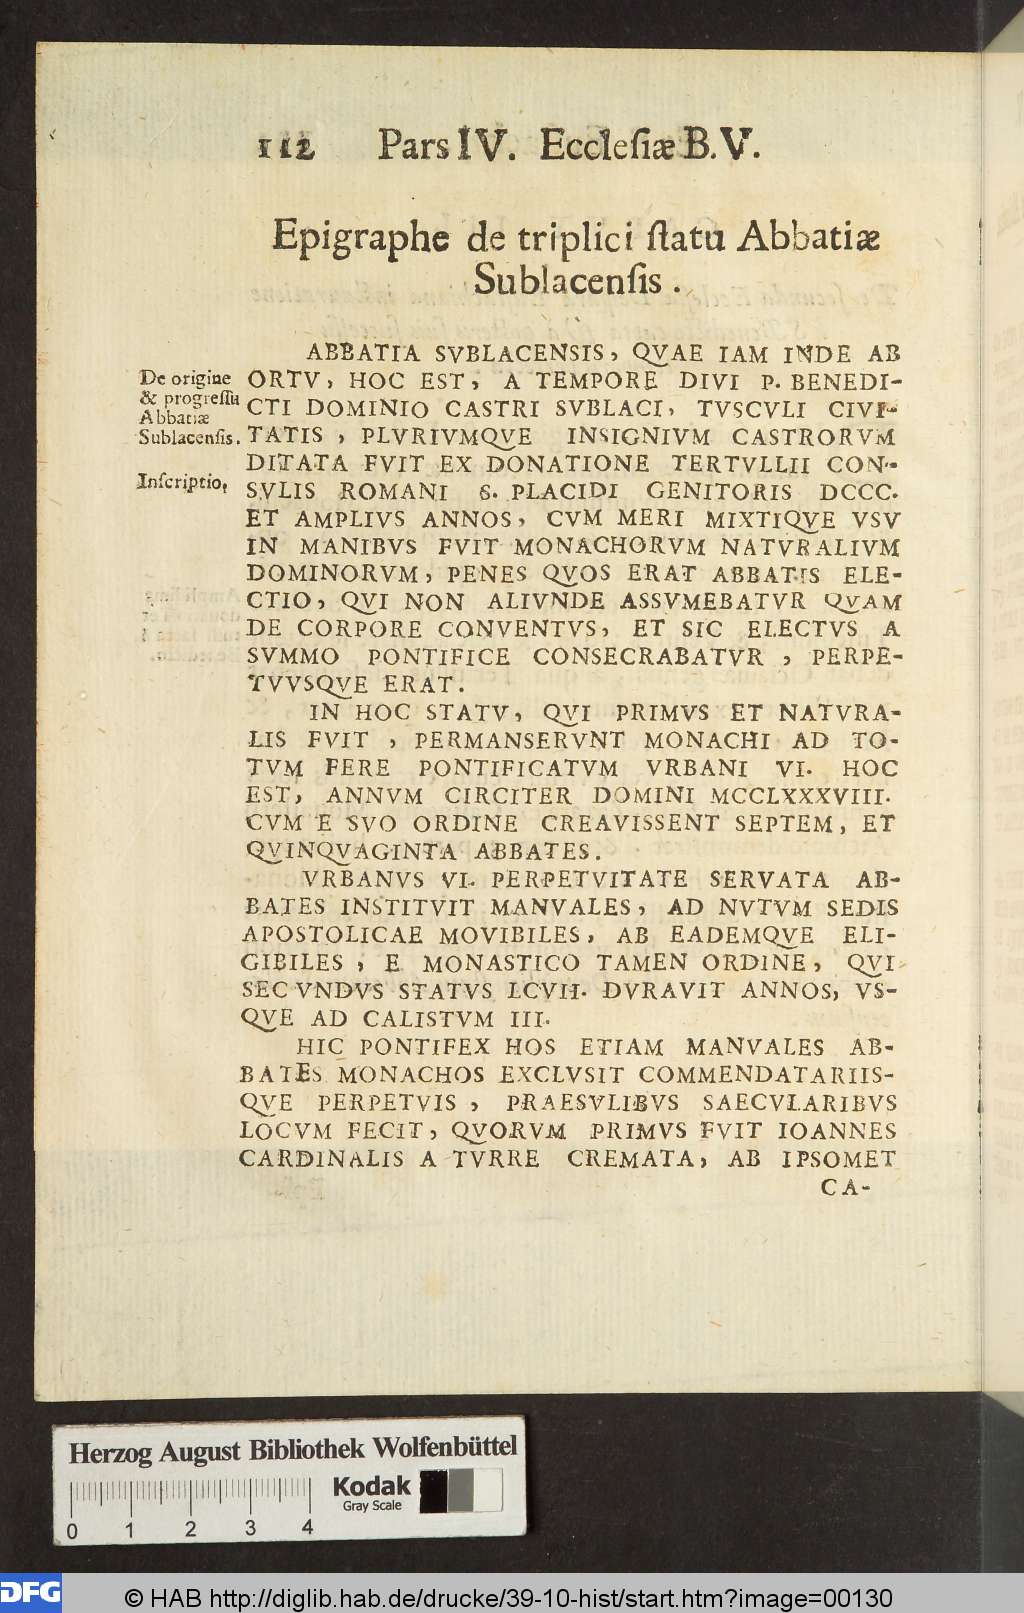 112 Pars IV. Ecclesiæ B.V.
Epigraphe de triplici ſtatu Abbatiæ
Sublacenſis.
De origine
& progreſſu
Abbatiæ
Sublacenſis.
Inſcriptio,
ABBATIA SVBLACENSIS, QVAE IAM INDE AB
ORTV, HOC EST, A TEMPORE DIVI P. BENEDI-
CTI DOMINIO CASTRI SVBLACI, TVSCVLI CIVI-
TATIS, PLVRIVMQVE INSIGNIVM CASTRORVM
DITATA FVIT EX DONATIONE TERTVLLII CON-
SVLIS ROMANI S. PLACIDI GENITORIS DCCC.
ET AMPLIVS ANNOS, CVM MERI MIXTIQVE VSV
IN MANIBVS FVIT MONACHORVM NATVRALIVM
DOMINORVM, PENES QVOS ERAT ABBATIS ELE-
CTIO, QVI NON ALIVNDE ASSVMEBATVR QVAM
DE CORPORE CONVENTVS, ET SIC ELECTVS A
SVMMO PONTIFICE CONSECRABATVR, PERPE-
TVVSQVE ERAT.
IN HOC STATV, QVI PRIMVS ET NATVRA-
LIS FVIT, PERMANSERVNT MONACHI AD TO-
TVM FERE PONTIFICATVM VRBANI VI. HOC
EST, ANNVM CIRCITER DOMINI MCCLXXXVIII.
CVM E SVO ORDINE CREAVISSENT SEPTEM, ET
QVINQVAGINTA ABBATES.
VRBANVS VI. PERPETVITATE SERVATA AB-
BATES INSTITVIT MANVALES, AD NVTVM SEDIS
APOSTOLICAE MOVIBILES, AB EADEMQVE ELI-
GIBILES, E MONASTICO TAMEN ORDINE, QVI
SECVNDVS STATVS LCVII. DVRAVIT ANNOS, VS-
QVE AD CALISTVM III.
HIC PONTIFEX HOS ETIAM MANVALES AB-
BATES MONACHOS EXCLVSIT COMMENDATARIIS-
QVE PERPETVIS, PRAESVLIBVS SAECVLARIBVS
LOCVM FECIT, QVORVM PRIMVS FVIT IOANNES
CARDINALIS A TVRRE CREMATA, AB IPSOMET
CA-
Herzog August Bibliothek Wolfenbüttel
Kodak
Gray Scale
0 1 2 3 4
DFG © HAB http://diglib.hab.de/drucke/39-10-hist/start.htm?image=00130